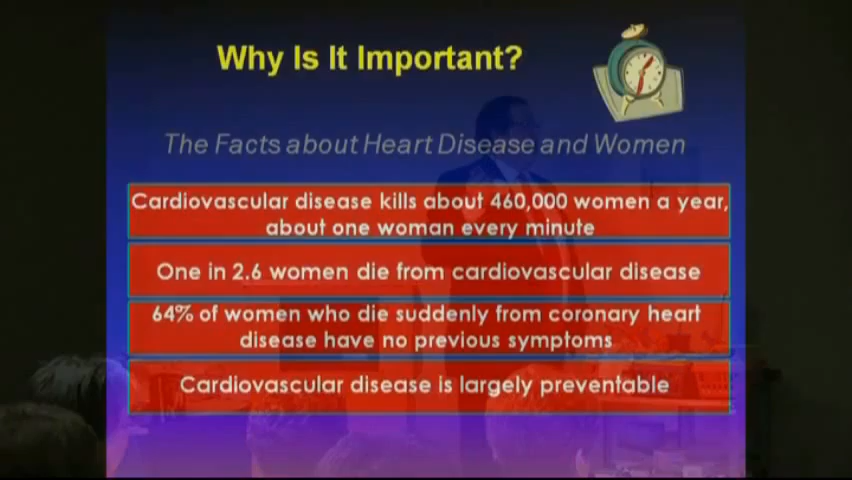 Why Is It Important?
The Facts about Heart Disease and Women
Cardiovascular disease kills about 460,000 women a year,
about one woman every minute
One in 2.6 women die from cardiovascular disease
64% of women who die suddenly from coronary heart
disease have no previous symptoms
Cardiovascular disease is largely preventable